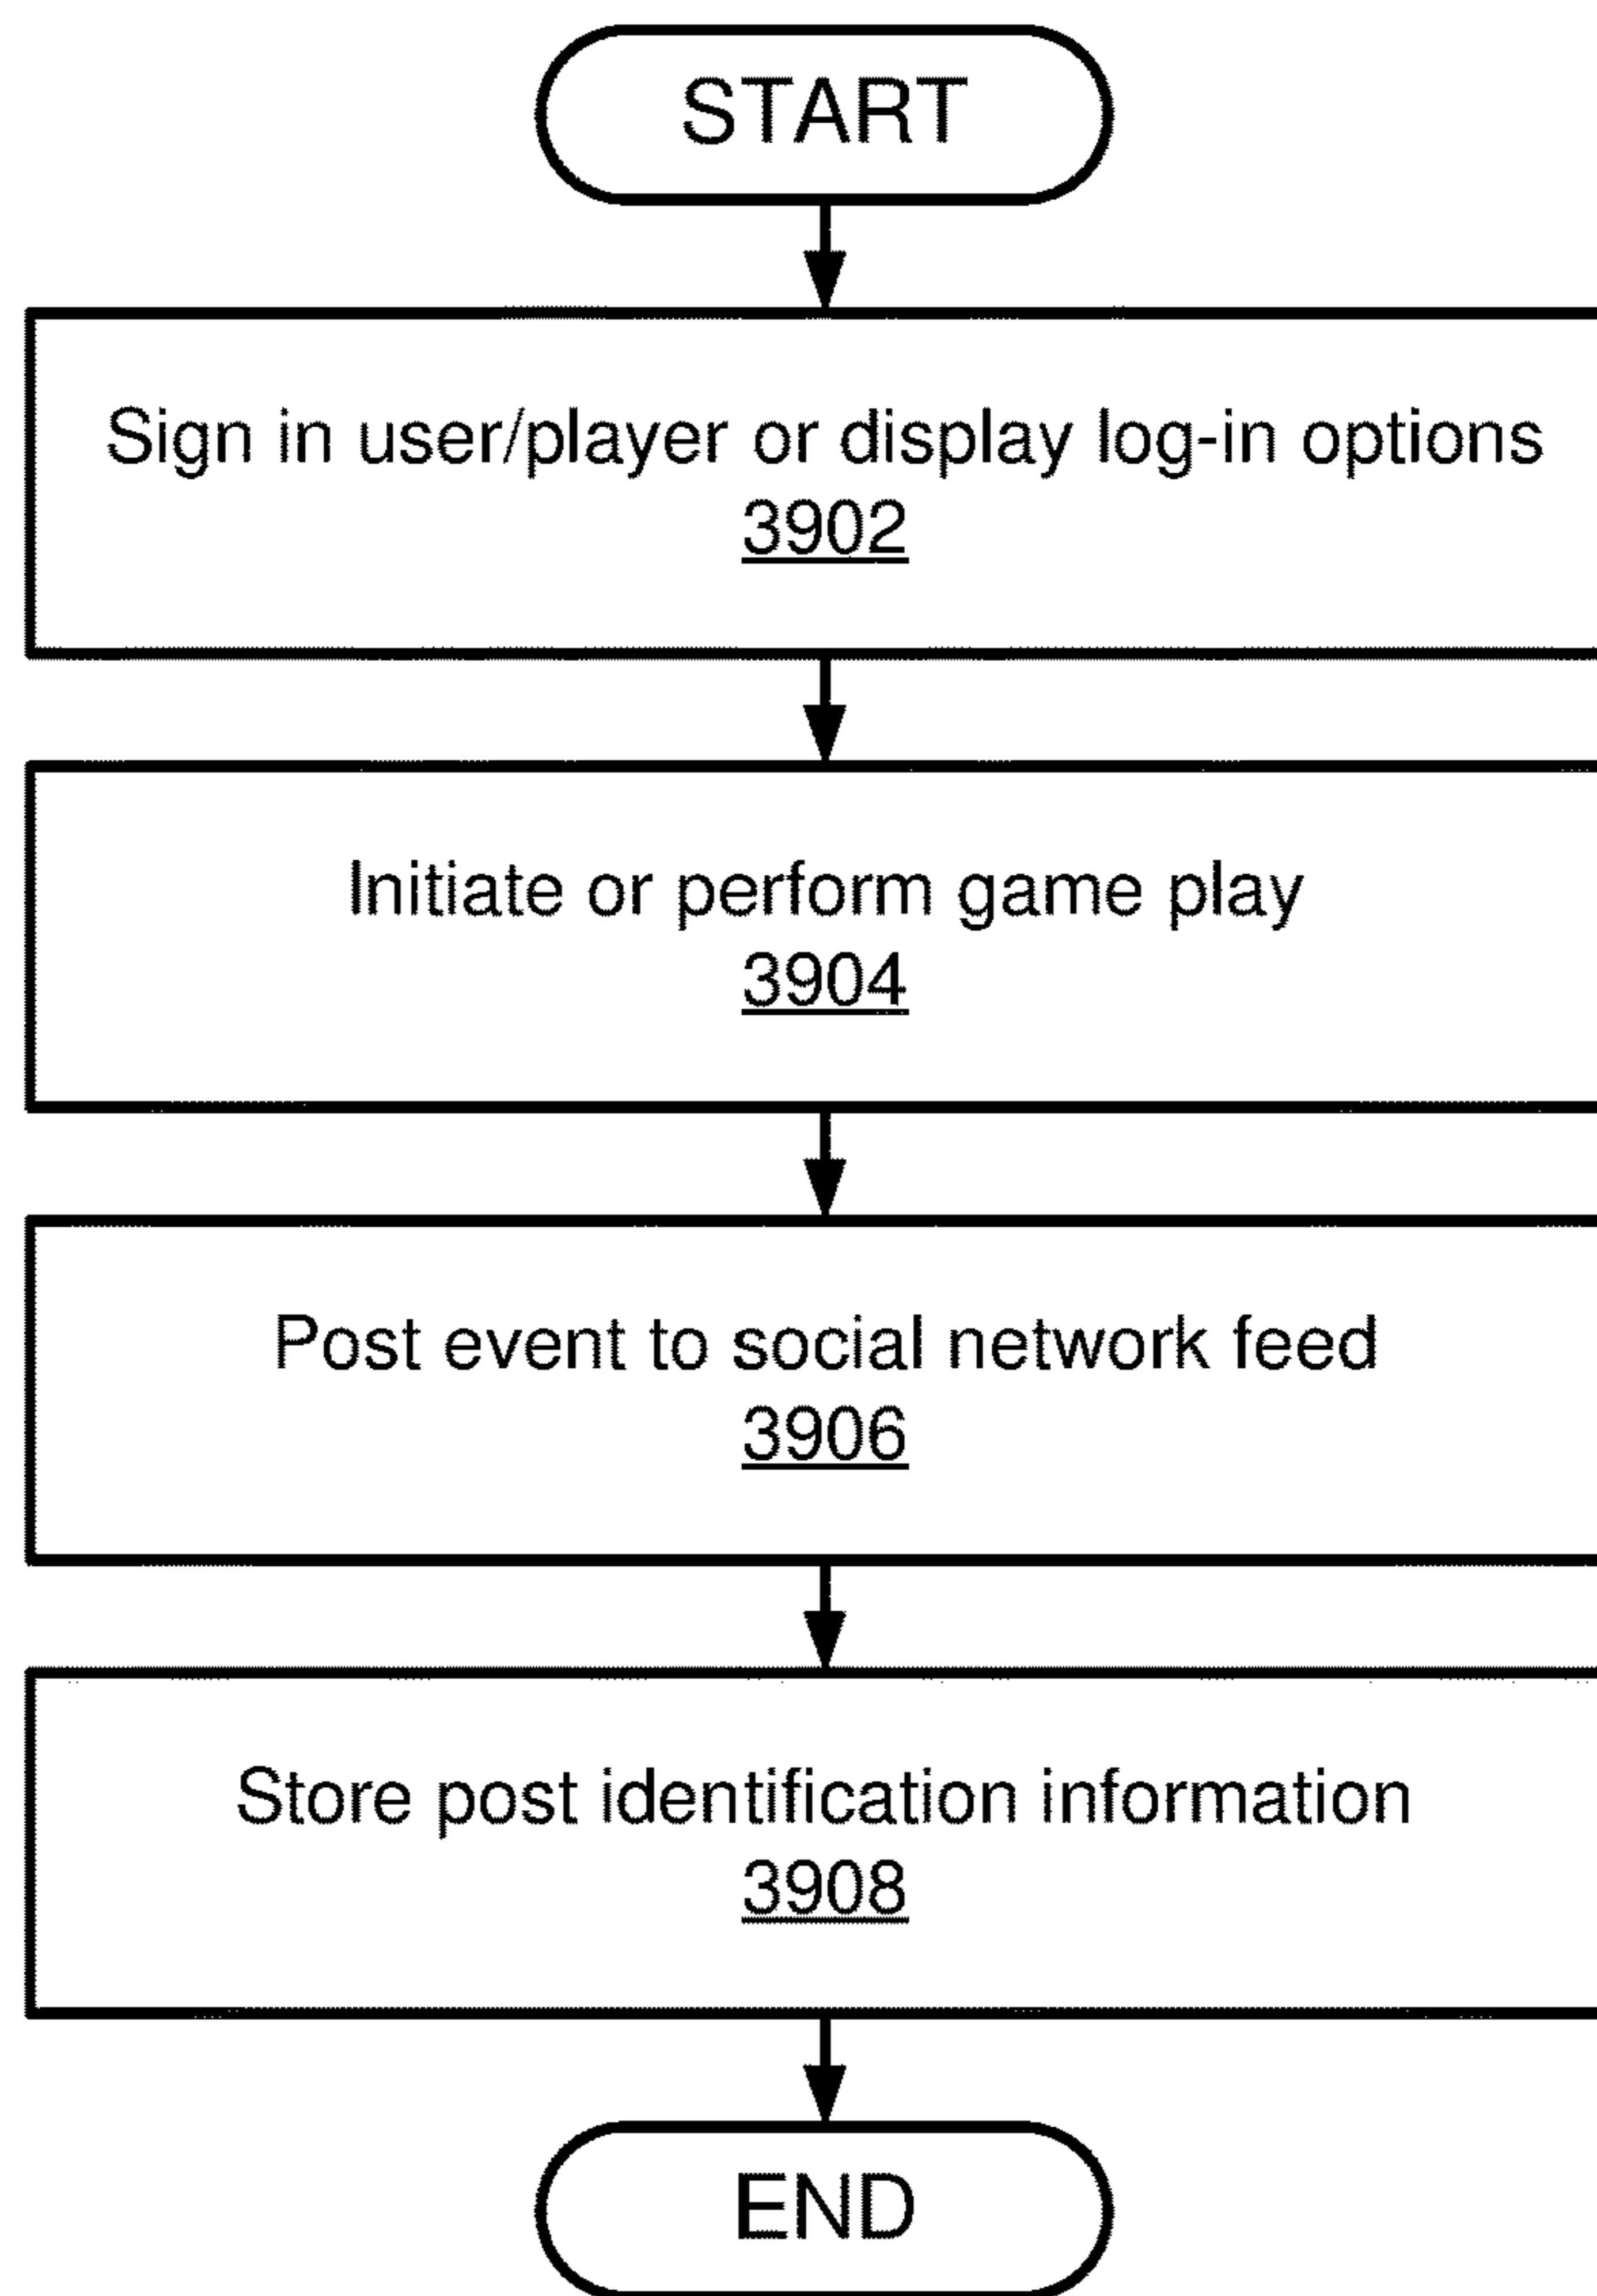 START
Sign in user/player or display log-in options
3902
Initiate or perform game play
3904
Post event to social network feed
3906
Store post identification information
3908
END